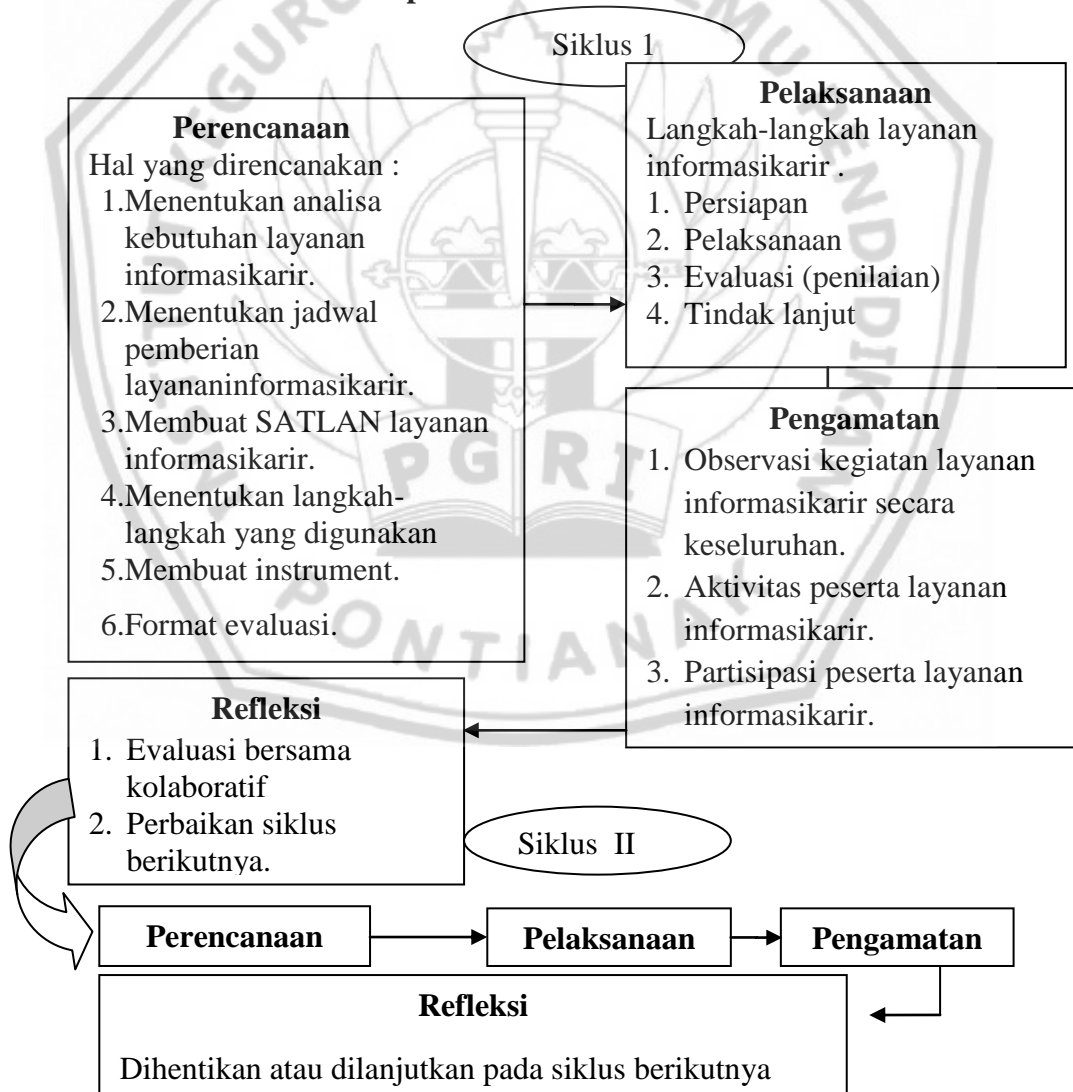 Siklus 1
Perencanaan
Hal yang direncanakan :
1.Menentukan analisa
kebutuhan layanan
informasikarir.
2.Menentukan jadwal
pemberian
layananinformasikarir.
3.Membuat SATLAN layanan
informasikarir.
4.Menentukan langkah-
langkah yang digunakan
5.Membuat instrument.
6.Format evaluasi.
Pelaksanaan
Langkah-langkah layanan
informasikarir .
1. Persiapan
2. Pelaksanaan
3. Evaluasi (penilaian)
4. Tindak lanjut
Pengamatan
1. Observasi kegiatan layanan
informasikarir secara
keseluruhan.
2. Aktivitas peserta layanan
informasikarir.
3. Partisipasi peserta layanan
informasikarir.
Refleksi
1. Evaluasi bersama
kolaboratif
2. Perbaikan siklus
berikutnya.
Siklus II
Perencanaan
Pelaksanaan
Pengamatan
Refleksi
Dihentikan atau dilanjutkan pada siklus berikutnya
PGRI
PONTIANAK